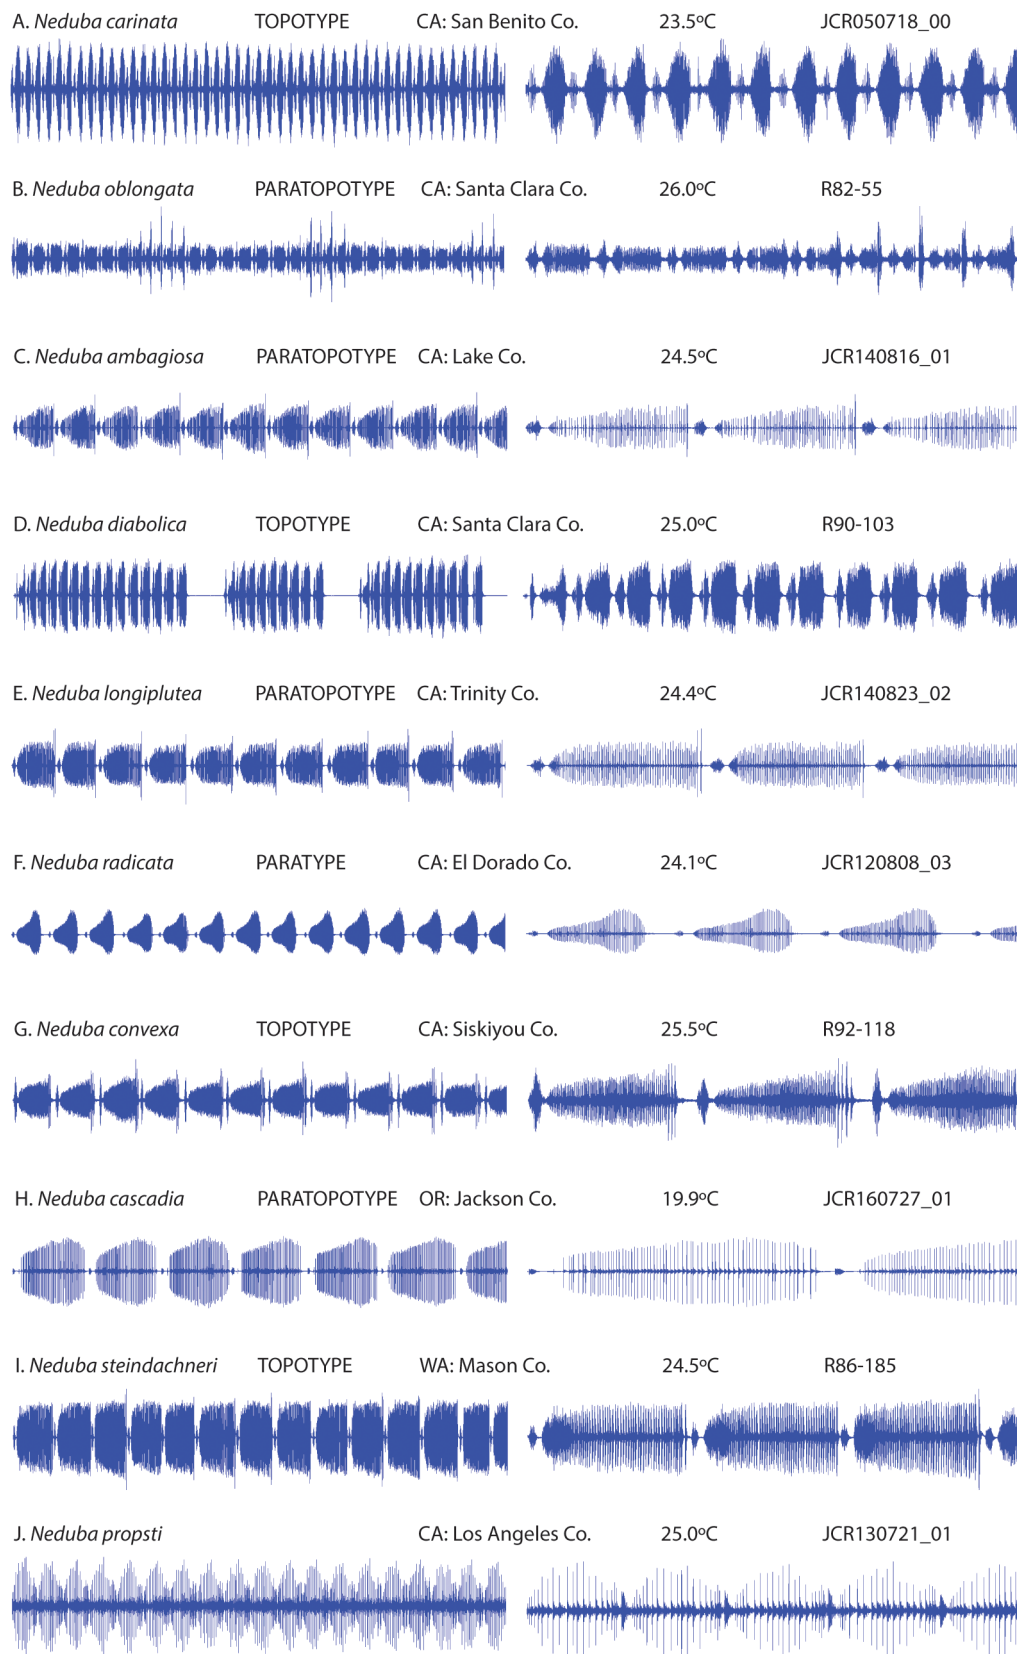 A. Neduba carinata TOPOTYPE CA: San Benito Co. 23.5ºC JCR050718_00
B. Neduba oblongata PARATOPOTYPE CA: Santa Clara Co. 26.0ºC R82-55
C. Neduba ambagiosa PARATOPOTYPE CA: Lake Co. 24.5ºC JCR140816_01
D. Neduba diabolica TOPOTYPE CA: Santa Clara Co. 25.0ºC R90-103
E. Neduba longiplutea PARATOPOTYPE CA: Trinity Co. 24.4ºC JCR140823_02
F. Neduba radicata PARATYPE CA: El Dorado Co. 24.1ºC JCR120808_03
G. Neduba convexa TOPOTYPE CA: Siskiyou Co. 25.5ºC R92-118
H. Neduba cascadia PARATOPOTYPE OR: Jackson Co. 19.9ºC JCR160727_01
I. Neduba steindachneri TOPOTYPE WA: Mason Co. 24.5ºC R86-185
J. Neduba propsti CA: Los Angeles Co. 25.0ºC JCR130721_01